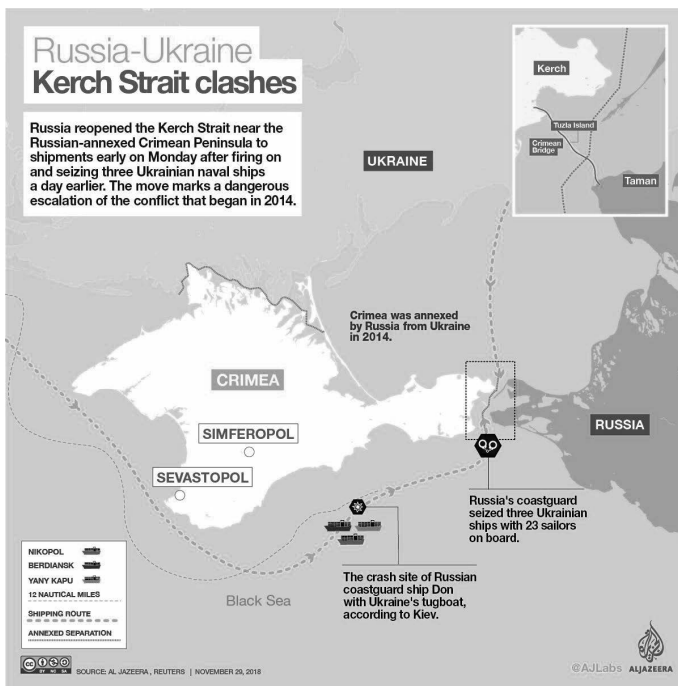 Russia-Ukraine
Kerch Strait clashes
Russia reopened the Kerch Strait near the
Russian-annexed Crimean Peninsula to
shipments early on Monday after firing on
and seizing three Ukrainian naval ships
a day earlier. The move marks a dangerous
escalation of the conflict that began in 2014.
Kerch
Tuzla Island
Crimean
Bridge
Taman
UKRAINE
Crimea was annexed
by Russia from Ukraine
in 2014.
CRIMEA
RUSSIA
SIMFEROPOL
SEVASTOPOL
Russia's coastguard
seized three Ukrainian
ships with 23 sailors
on board.
The crash site of Russian
coastguard ship Don
with Ukraine's tugboat,
according to Kiev.
Black Sea
NIKOPOL
BERDIANSK
YANY KAPU
12 NAUTICAL MILES
SHIPPING ROUTE
ANNEXED SEPARATION
CC BY NC SA
SOURCE: AL JAZEERA, REUTERS | NOVEMBER 29, 2018
@AJLabs
ALJAZEERA